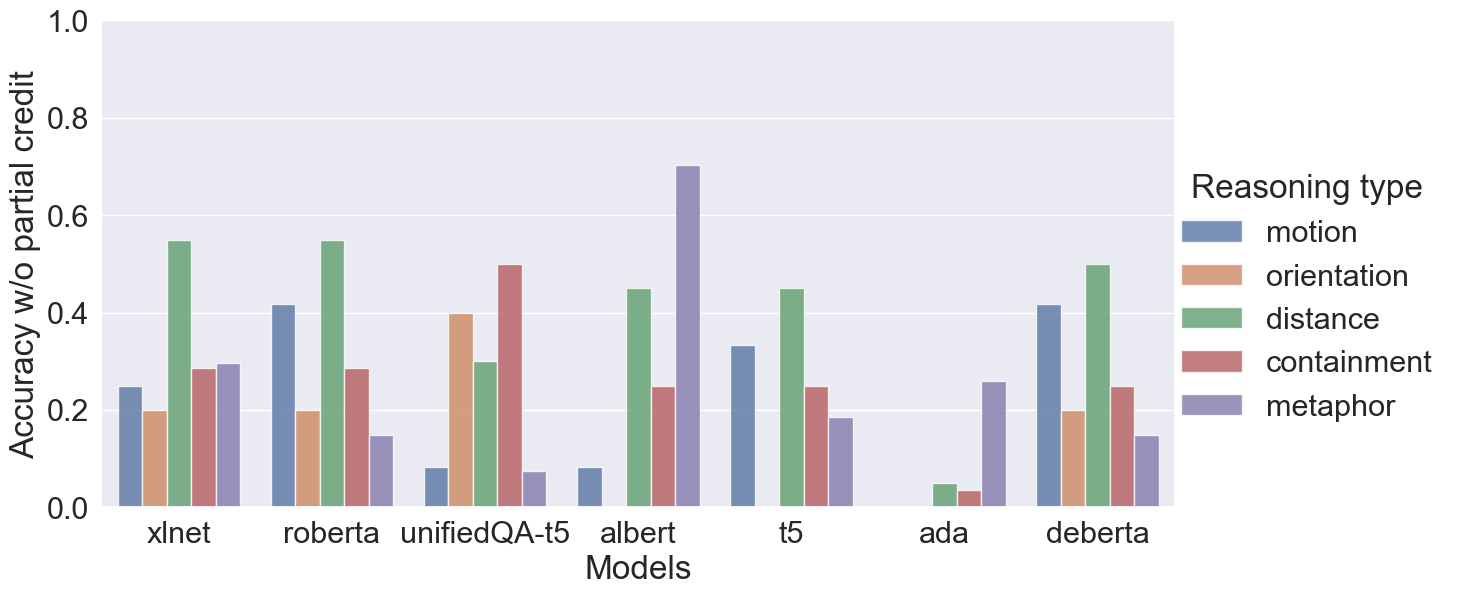 Accuracy w/o partial credit
1.0
0.8
0.6
0.4
0.2
0.0
xlnet roberta unifiedQA-t5 albert t5 ada deberta
Models
Reasoning type
motion
orientation
distance
containment
metaphor